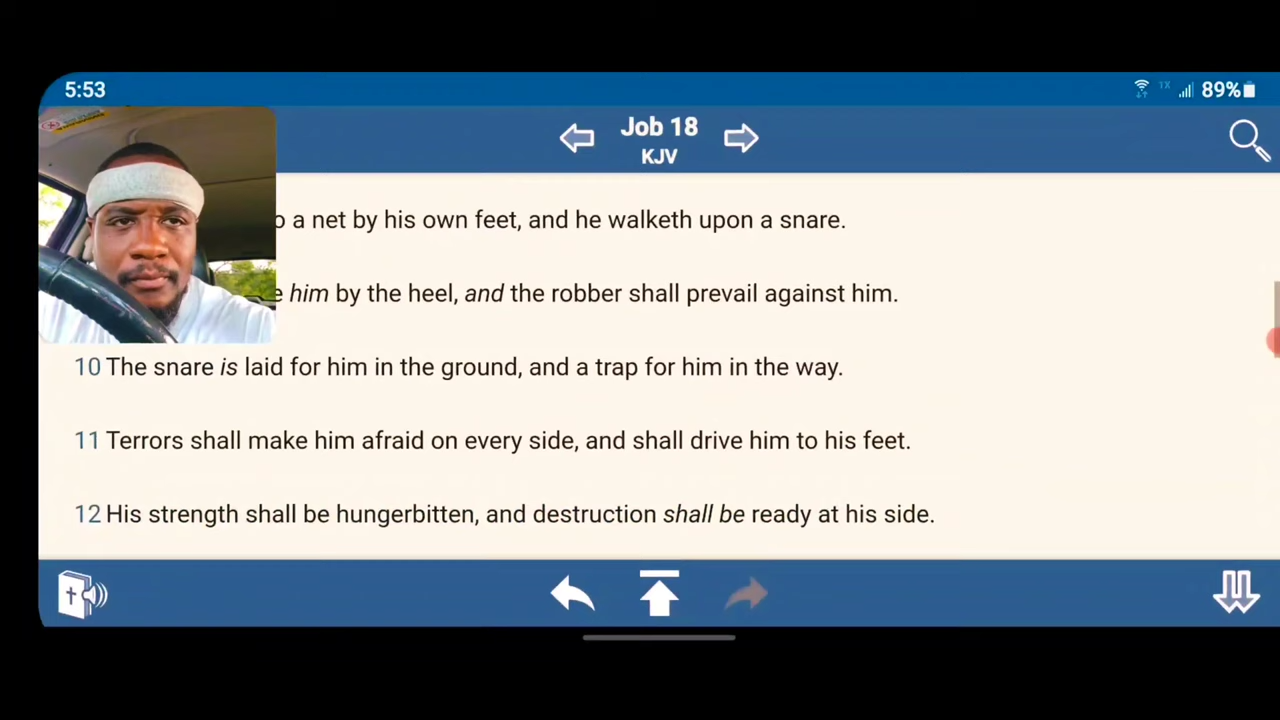 5:53
1X
89%
Job 18
KJV
a net by his own feet, and he walketh upon a snare.
him by the heel, and the robber shall prevail against him.
10 The snare is laid for him in the ground, and a trap for him in the way.
11 Terrors shall make him afraid on every side, and shall drive him to his feet.
12 His strength shall be hungerbitten, and destruction shall be ready at his side.